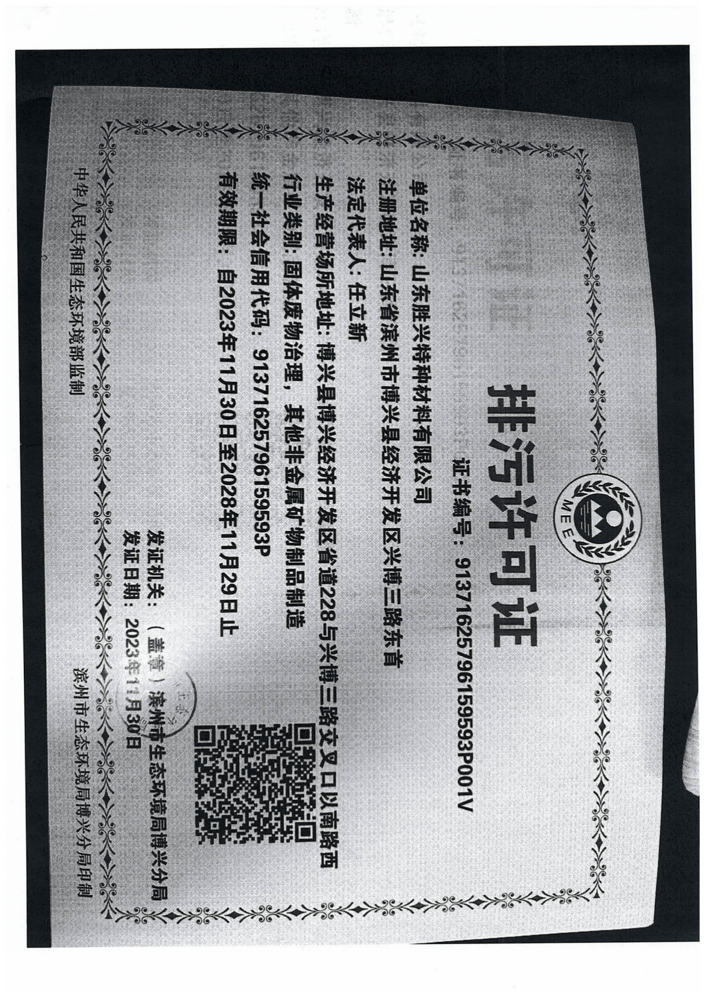 MEE
排污许可证
证书编号：91371625796159593P001V
单位名称：山东胜兴特种材料有限公司
注册地址：山东省滨州市博兴县经济开发区兴博三路东首
法定代表人：任立新
生产经营场所地址：博兴县博兴经济开发区省道228与兴博三路交叉口以南路西
行业类别：固体废物治理，其他非金属矿物制品制造
统一社会信用代码：91371625796159593P
有效期限：自2023年11月30日至2028年11月29日止
发证机关：（盖章）滨州市生态环境局博兴分局
发证日期：2023年11月30日
中华人民共和国生态环境部监制
滨州市生态环境局博兴分局印制